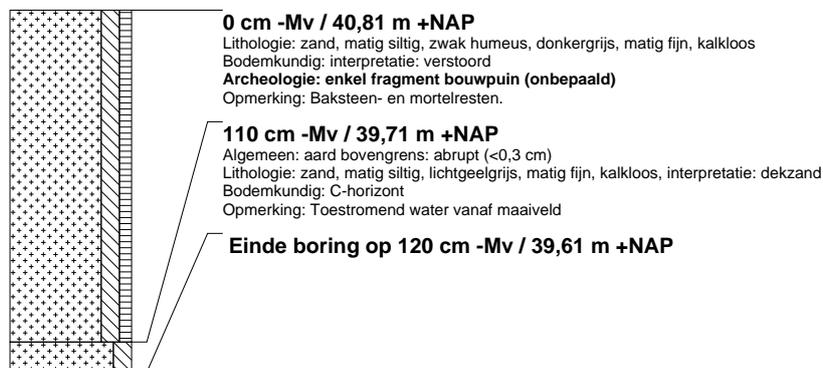 0 cm -Mv / 40,81 m +NAP
Lithologie: zand, matig siltig, zwak humeus, donkergrijs, matig fijn, kalkloos
Bodemkundig: interpretatie: verstoord
Archeologie: enkel fragment bouwpuin (onbepaald)
Opmerking: Baksteen- en mortelresten.
110 cm -Mv / 39,71 m +NAP
Algemeen: aard bovengrens: abrupt (<0,3 cm)
Lithologie: zand, matig siltig, lichtgeelgrijs, matig fijn, kalkloos, interpretatie: dekzand
Bodemkundig: C-horizont
Opmerking: Toestromend water vanaf maaiveld
Einde boring op 120 cm -Mv / 39,61 m +NAP